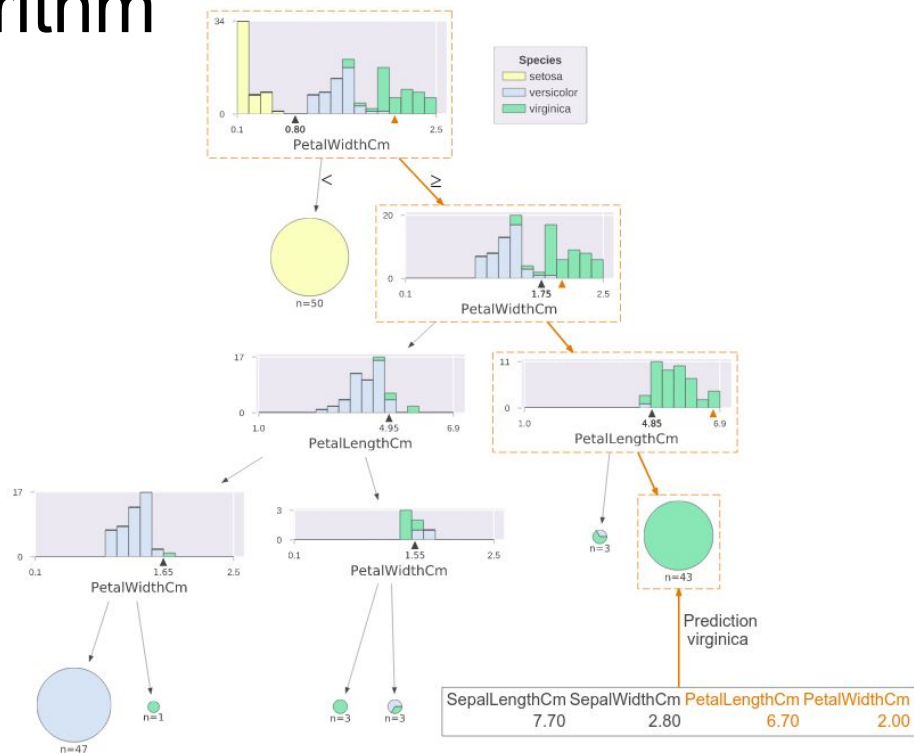 rithm
34
0
0.1
0.80
2.5
PetalWidthCm
Species
setosa
versicolor
virginica
<
≥
n=50
20
0
0.1
1.75
2.5
PetalWidthCm
17
0
1.0
4.95
6.9
PetalLengthCm
11
0
1.0
4.85
6.9
PetalLengthCm
17
0
0.1
1.65
2.5
PetalWidthCm
3
0
0.1
1.55
2.5
PetalWidthCm
n=3
n=43
Prediction
virginica
n=47
n=1
n=3
n=3
SepalLengthCm SepalWidthCm PetalLengthCm PetalWidthCm
7.70 2.80 6.70 2.00